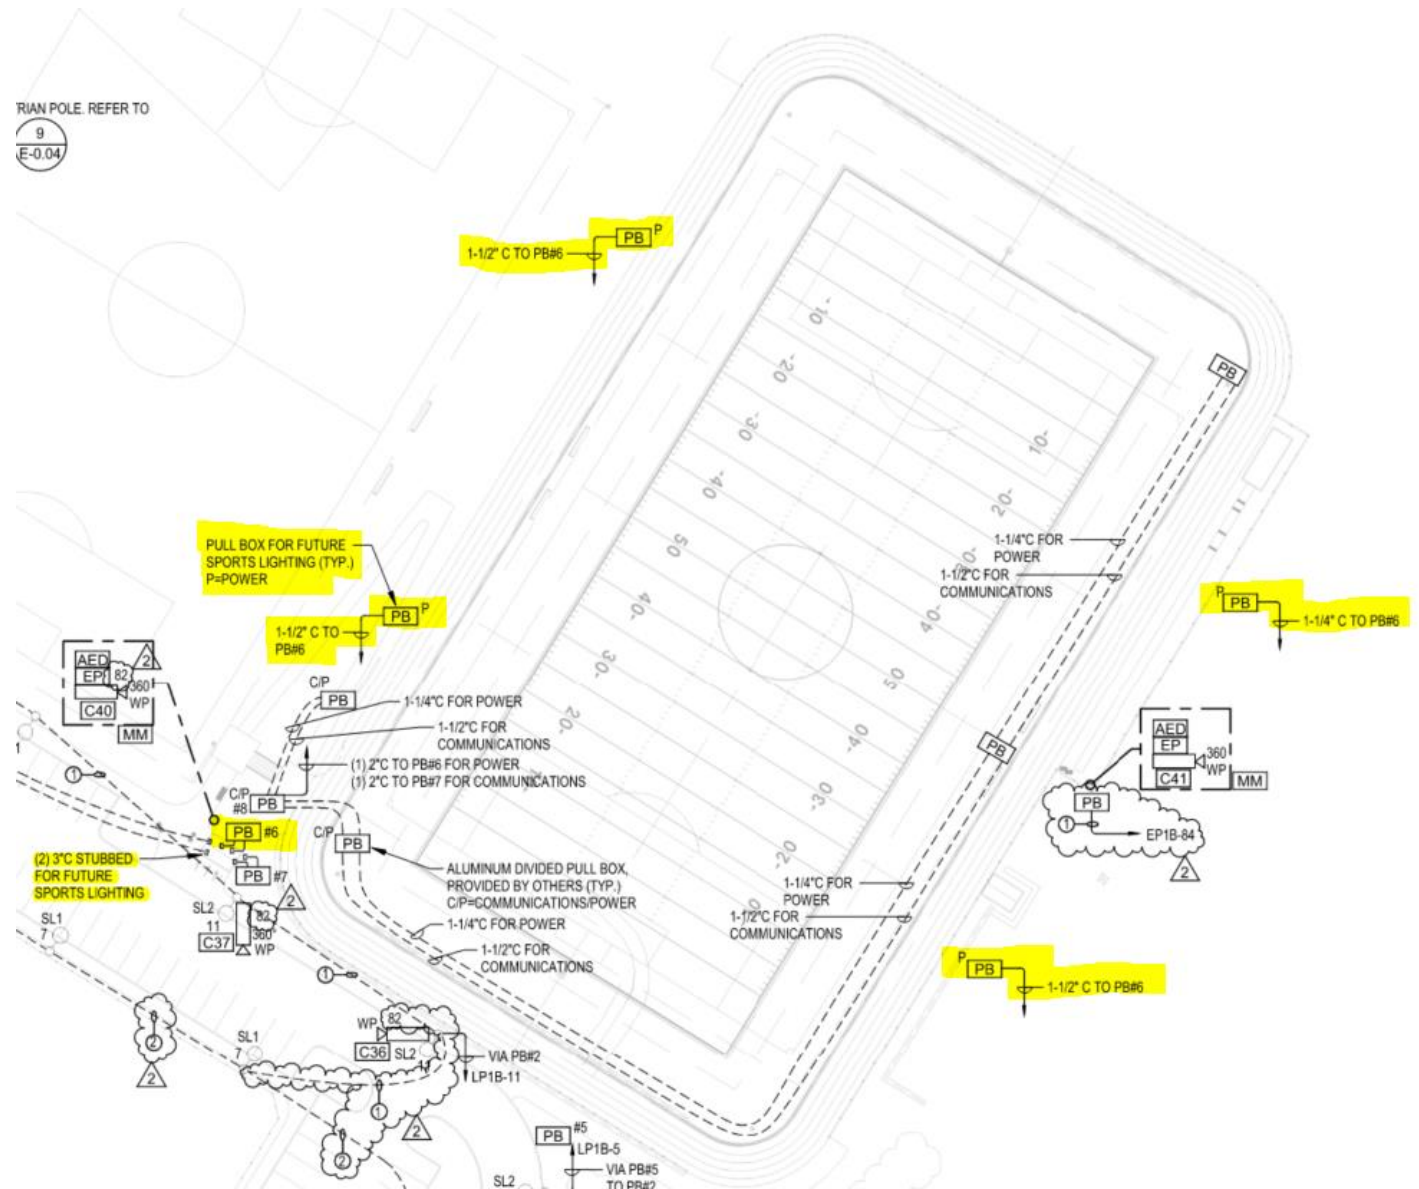 RIAN POLE. REFER TO
9
E-0.04
PB
P
1-1/2" C TO PB#6
-10
-20
-30
-40
50
-40
-30
-20
10-
20-
30-
40-
50
-40
-30
-20
PB
1-1/4"C FOR
POWER
1-1/2"C FOR
COMMUNICATIONS
PULL BOX FOR FUTURE
SPORTS LIGHTING (TYP.)
P=POWER
PB
P
1-1/2" C TO
PB#6
P
PB
1-1/4" C TO PB#6
AED
EP
82
2
360
WP
C40
MM
C/P
PB
1-1/4"C FOR POWER
1-1/2"C FOR
COMMUNICATIONS
(1) 2"C TO PB#6 FOR POWER
(1) 2"C TO PB#7 FOR COMMUNICATIONS
1
C/P
#8
PB
PB
#6
C/P
PB
PB
#7
(2) 3"C STUBBED
FOR FUTURE
SPORTS LIGHTING
ALUMINUM DIVIDED PULL BOX,
PROVIDED BY OTHERS (TYP.)
C/P=COMMUNICATIONS/POWER
PB
AED
EP
360
WP
C41
MM
PB
1
EP1B-84
2
1-1/4"C FOR
POWER
1-1/2"C FOR
COMMUNICATIONS
SL1
7
SL2
11
C37
82
2
360°
WP
1-1/4"C FOR POWER
1-1/2"C FOR
COMMUNICATIONS
1
P
PB
1-1/2" C TO PB#6
2
2
SL1
7
WP
82
C36
SL2
11
VIA PB#2
LP1B-11
1
2
2
PB
#5
LP1B-5
VIA PB#5
TO PB#2
SL2